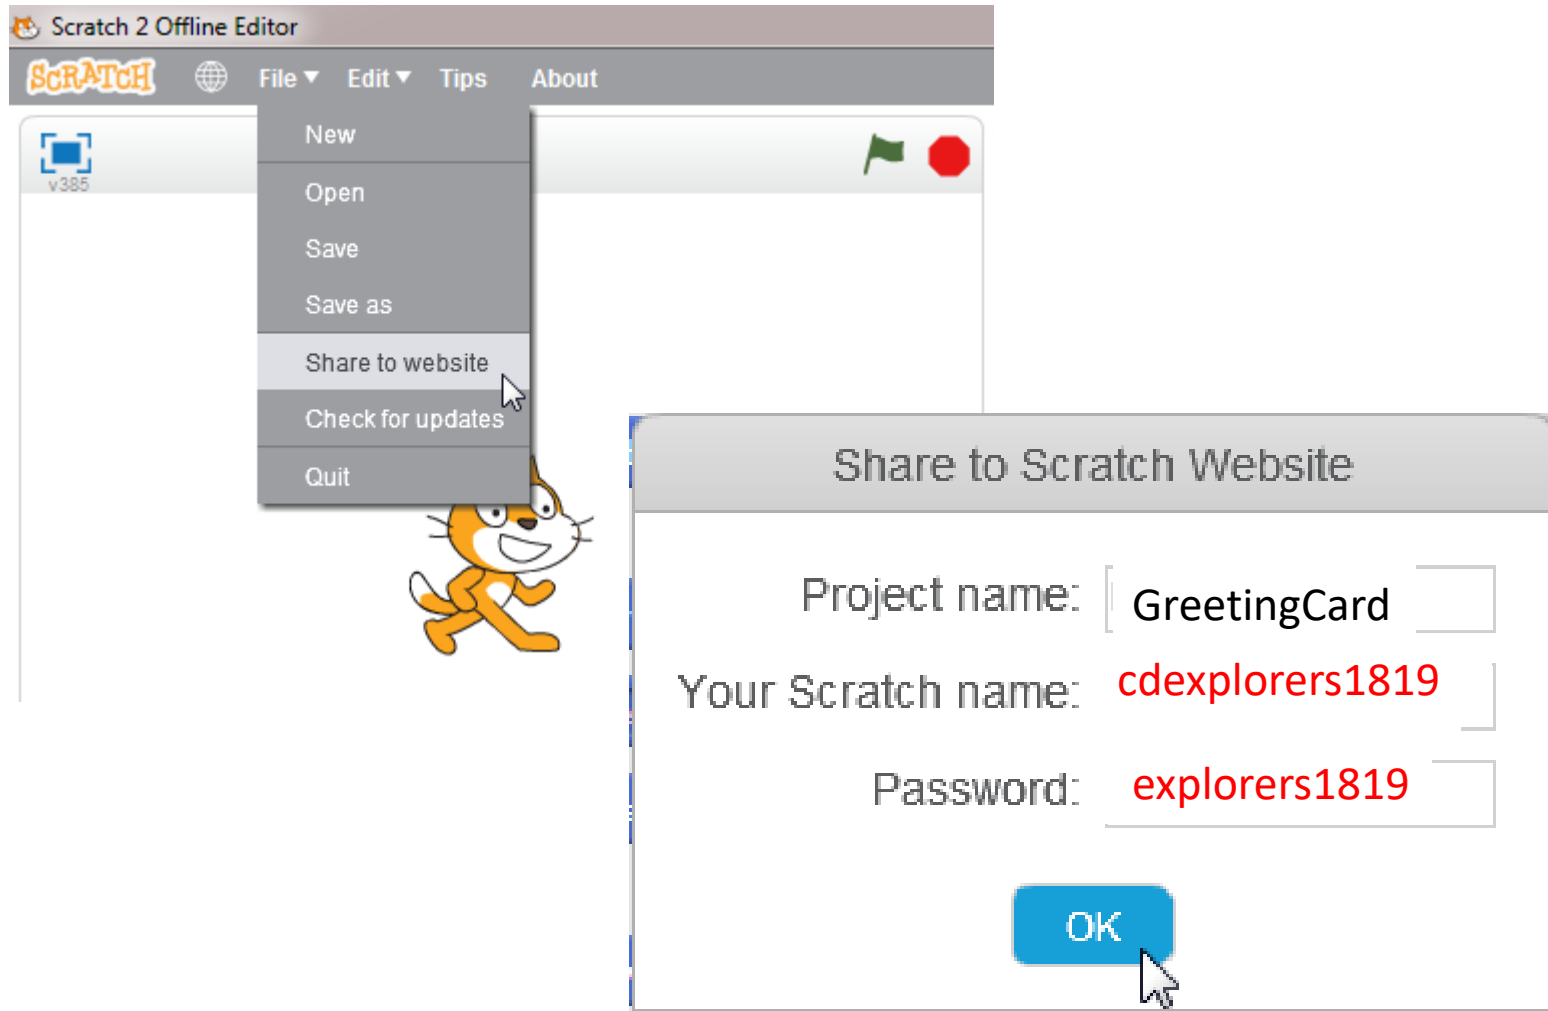 Scratch 2 Offline Editor
SCRATCH File Edit Tips About
v385
New
Open
Save
Save as
Share to website
Check for updates
Quit
Share to Scratch Website
Project name: GreetingCard
Your Scratch name: cdexplorers1819
Password: explorers1819
OK